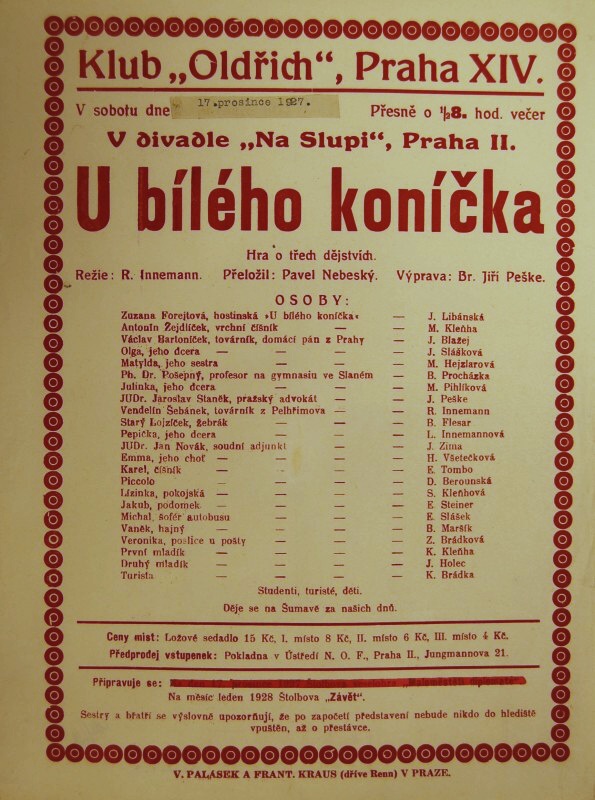 Klub „Oldřich“, Praha XIV.
V sobotu dne 17.prosince 1927. Přesně o ½8. hod. večer
V divadle „Na Slupi“, Praha II.
U bílého koníčka
Hra o třech dějstvích.
Režie: R. Innemann. Přeložil: Pavel Nebeský. Výprava: Br. Jiří Peške.
OSOBY:
Zuzana Forejtová, hostinská »U bílého koníčka« — J. Libánská
Antonín Žejdlíček, vrchní číšník — — M. Kleňha
Václav Bartoníček, továrník, domácí pán z Prahy — J. Blažej
Olga, jeho dcera — — — — J. Slášková
Matylda, jeho sestra — — — — M. Hejzlarová
Ph. Dr. Pošepný, profesor na gymnasiu ve Slaném — B. Procházka
Julinka, jeho dcera — — — — M. Pihlíková
JUDr. Jaroslav Staněk, pražský advokát — — J. Peške
Vendelín Šebánek, továrník z Pelhřimova — — — R. Innemann
Starý Lojzíček, žebrák — — — B. Flesar
Pepička, jeho dcera — — — — L. Innemannová
JUDr. Jan Novák, soudní adjunkt — — — J. Zima
Emma, jeho choť — — — — H. Všetečková
Karel, číšník — — — — E. Tombo
Piccolo — — — — D. Berounská
Lízinka, pokojská — — — — S. Kleňhová
Jakub, podomek — — — — E. Steiner
Michal, šofér autobusu — — — E. Slášek
Vaněk, hajný — — — — B. Maršík
Veronika, poslice u pošty — — — Z. Brádková
První mladík — — — — K. Kleňha
Druhý mladík — — — — J. Holec
Turista — — — — K. Brádka
Studenti, turisté, děti.
Děje se na Šumavě za našich dnů.
Ceny míst: Ložové sedadlo 15 Kč, I. místo 8 Kč, II. místo 6 Kč, III. místo 4 Kč.
Předprodej vstupenek: Pokladna v Ústředí N. O. F., Praha II., Jungmannova 21.
Připravuje se:
Na měsíc leden 1928 Štolbova „Závěť“.
Sestry a bratří se výslovně upozorňují, že po započetí představení nebude nikdo do hlediště
vpuštěn, až o přestávce.
V. PALÁSEK A FRANT. KRAUS (dříve Renn) V PRAZE.